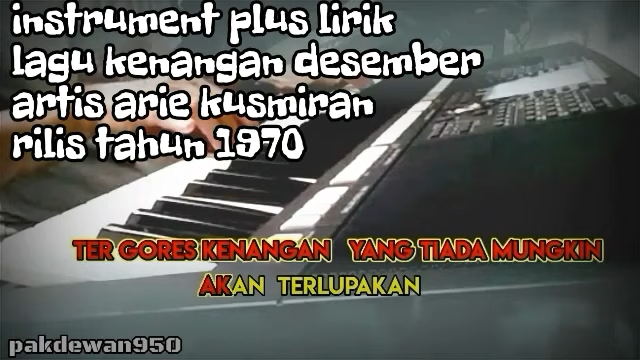 instrument plus lirik
lagu kenangan desember
artis arie kusmiran
rilis tahun 1970
TER GORES KENANGAN YANG TIADA MUNGKIN
AKAN TERLUPAKAN
pakdewan950